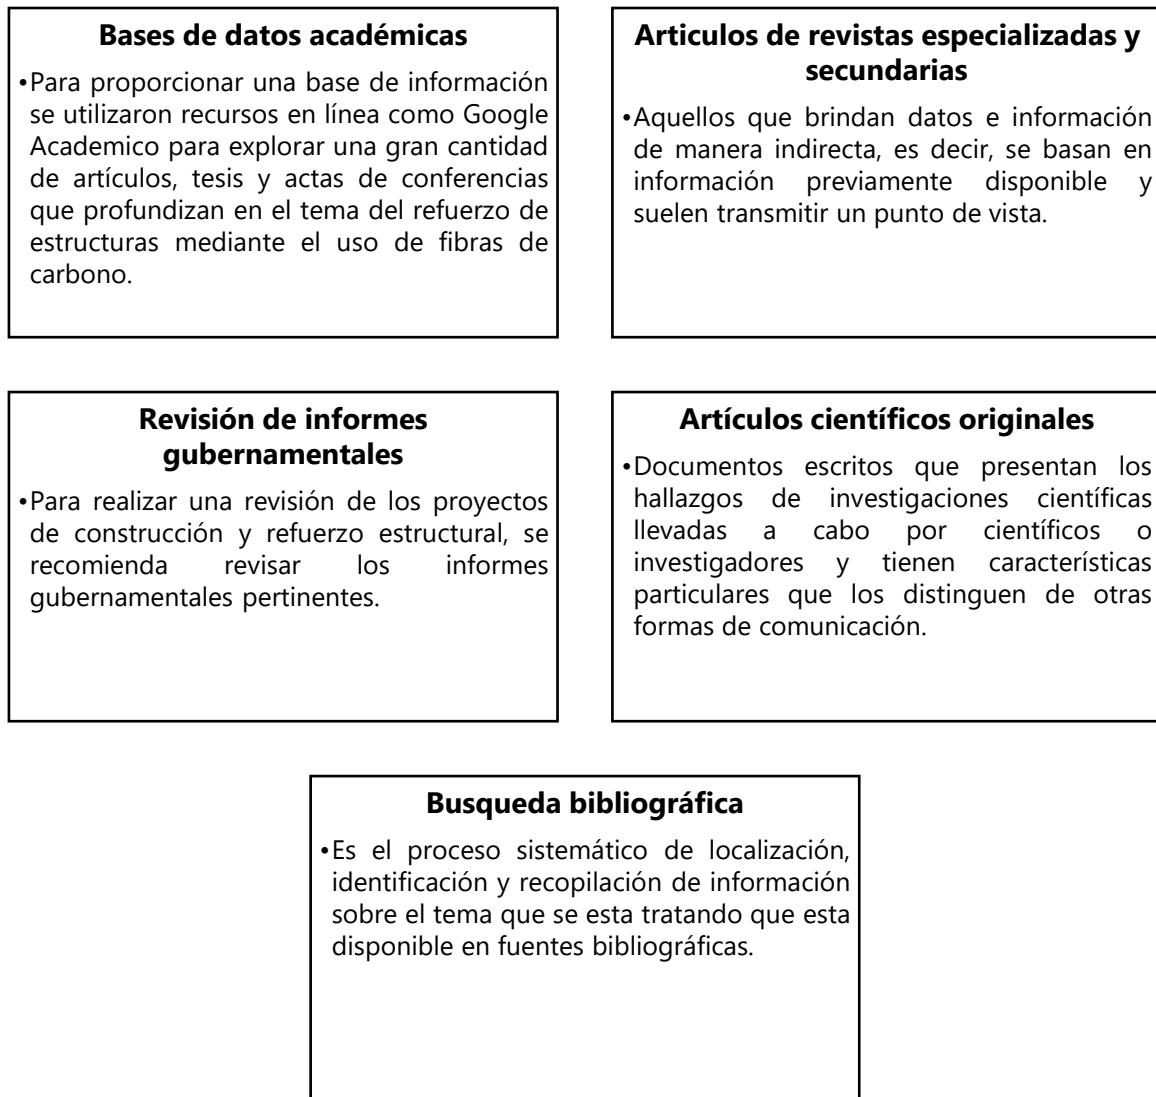 Bases de datos académicas
•Para proporcionar una base de información
se utilizaron recursos en línea como Google
Academico para explorar una gran cantidad
de artículos, tesis y actas de conferencias
que profundizan en el tema del refuerzo de
estructuras mediante el uso de fibras de
carbono.
Articulos de revistas especializadas y
secundarias
•Aquellos que brindan datos e información
de manera indirecta, es decir, se basan en
información previamente disponible y
suelen transmitir un punto de vista.
Revisión de informes
gubernamentales
•Para realizar una revisión de los proyectos
de construcción y refuerzo estructural, se
recomienda revisar los informes
gubernamentales pertinentes.
Artículos científicos originales
•Documentos escritos que presentan los
hallazgos de investigaciones científicas
llevadas a cabo por científicos o
investigadores y tienen características
particulares que los distinguen de otras
formas de comunicación.
Busqueda bibliográfica
•Es el proceso sistemático de localización,
identificación y recopilación de información
sobre el tema que se esta tratando que esta
disponible en fuentes bibliográficas.